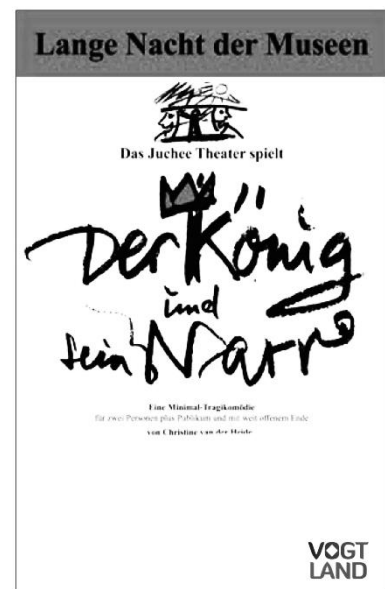 Lange Nacht der Museen
Das Juchee Theater spielt
Der König
und
sein Narr
Eine Minimal-Tragikomödie
für zwei Personen plus Publikum und mit weit offenem Ende
von Christine van der Heide
VOGT
LAND